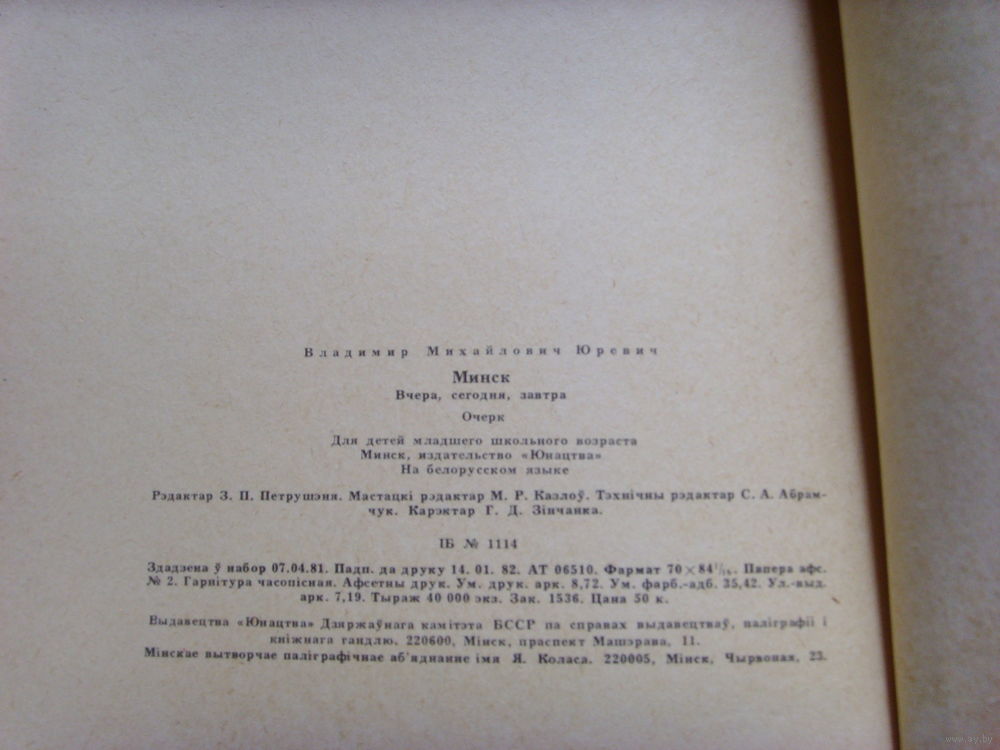 Владимир Михайлович Юревич
Минск
Вчера, сегодня, завтра
Очерк
Для детей младшего школьного возраста
Минск, издательство «Юнацтва»
На белорусском языке
Рэдактар З. П. Петрушэня. Мастацкі рэдактар М. Р. Казлоў. Тэхнічны рэдактар С. А. Абрам-
чук. Карэктар Г. Д. Зінчанка.
ІБ № 1114
Здадзена ў набор 07.04.81. Падп. да друку 14. 01. 82. АТ 06510. Фармат 70×84 1/16. Папера афс.
№ 2. Гарнітура часопісная. Афсетны друк. Ум. друк. арк. 8,72. Ум. фарб.-адб. 35,42. Ул.-выд.
арк. 7,19. Тыраж 40 000 экз. Зак. 1536. Цана 50 к.
Выдавецтва «Юнацтва» Дзяржаўнага камітэта БССР па справах выдавецтваў, паліграфіі і
кніжнага гандлю. 220600, Мінск, праспект Машэрава, 11.
Мінскае вытворчае паліграфічнае аб'яднанне імя Я. Коласа. 220005, Мінск, Чырвоная, 23.
www.ay.by